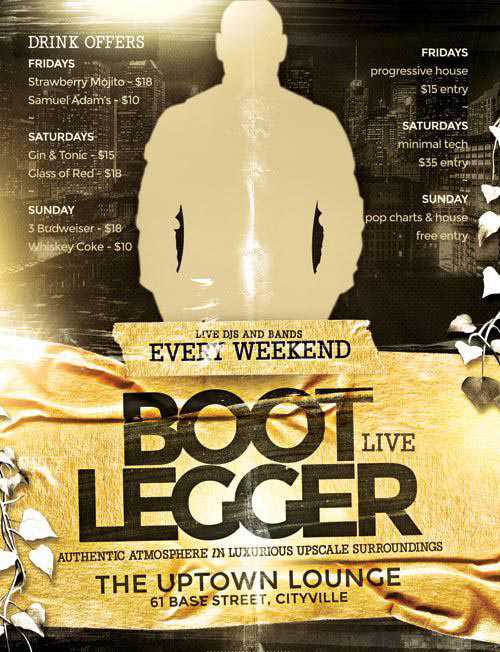 DRINK OFFERS
FRIDAYS
Strawberry Mojito - $18
Samuel Adam's - $10
–
SATURDAYS
Gin & Tonic - $15
Glass of Red - $18
–
SUNDAY
3 Budweiser - $18
Whiskey Coke - $10
FRIDAYS
progressive house
$15 entry
–
SATURDAYS
minimal tech
$35 entry
–
SUNDAY
pop charts & house
free entry
LIVE DJS AND BANDS
EVERY WEEKEND
BOOT
LIVE
LEGGER
AUTHENTIC ATMOSPHERE IN LUXURIOUS UPSCALE SURROUNDINGS
THE UPTOWN LOUNGE
61 BASE STREET, CITYVILLE